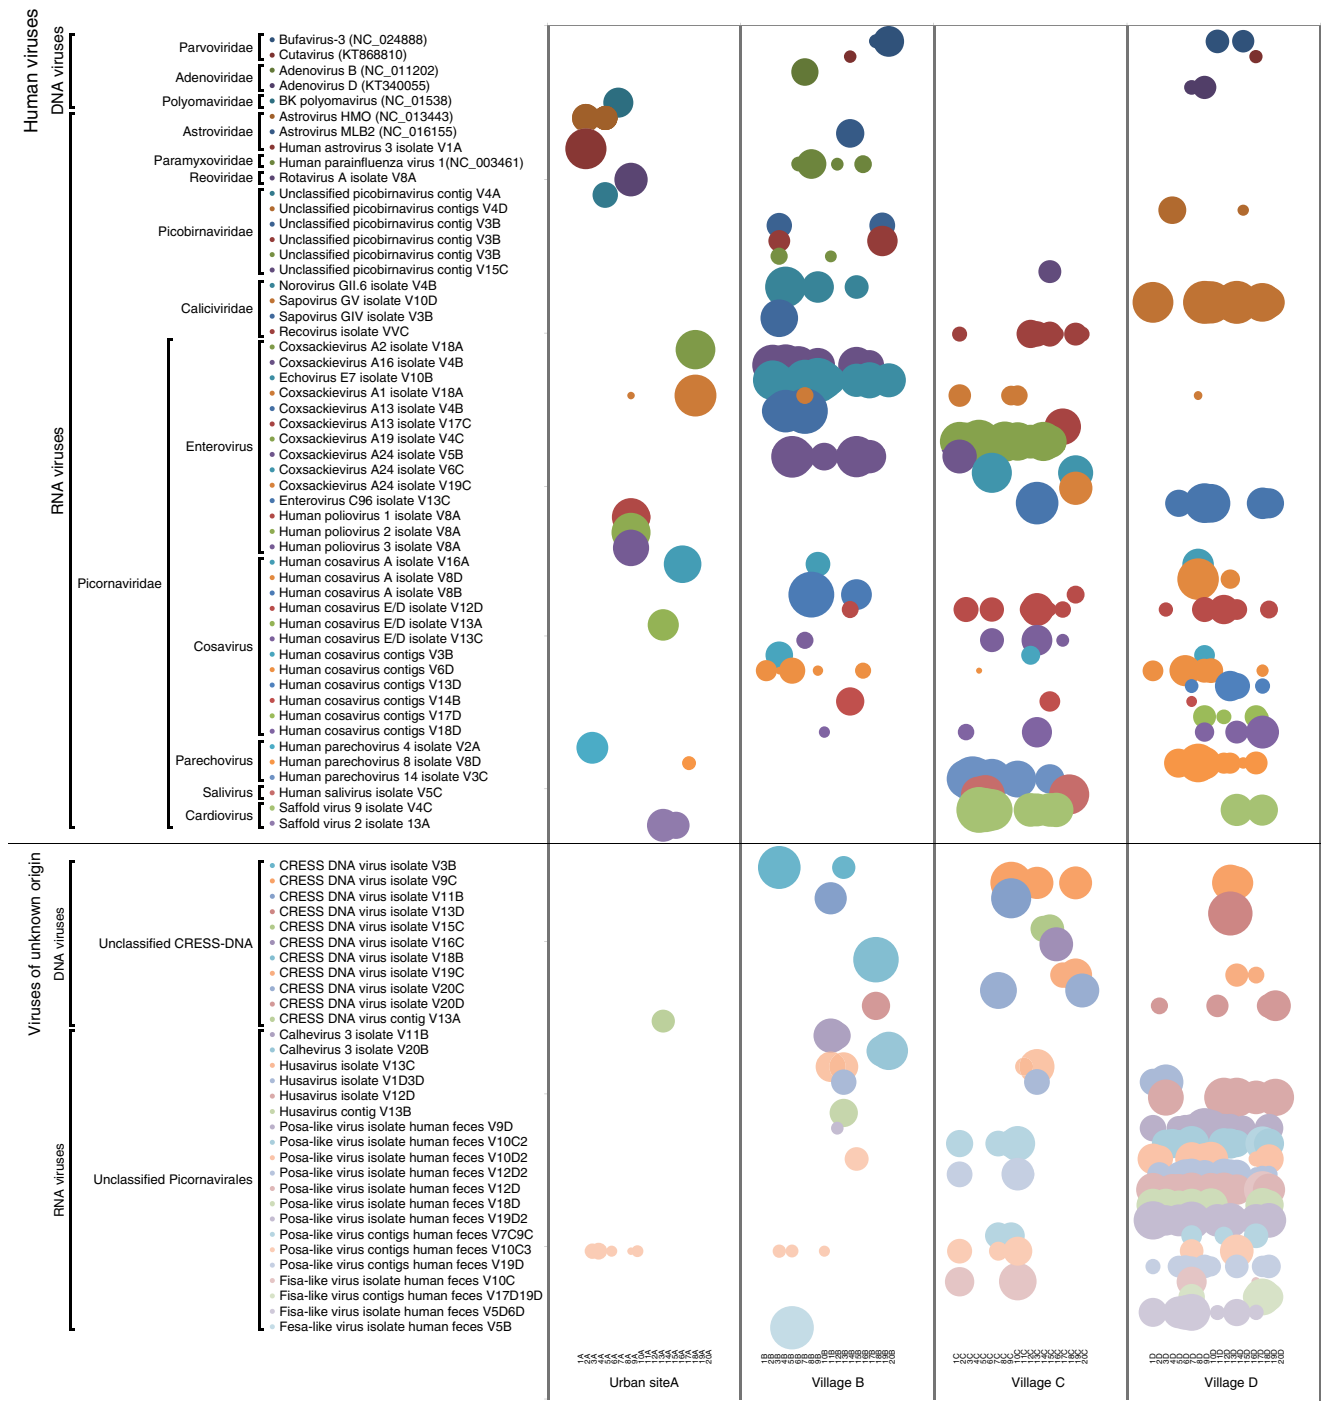 Human viruses
DNA viruses
Parvoviridae
Bufavirus-3 (NC_024888)
Cutavirus (KT868810)
Adenoviridae
Adenovirus B (NC_011202)
Adenovirus D (KT340055)
Polyomaviridae
BK polyomavirus (NC_01538)
RNA viruses
Astroviridae
Astrovirus HMO (NC_013443)
Astrovirus MLB2 (NC_016155)
Human astrovirus 3 isolate V1A
Paramyxoviridae
Human parainfluenza virus 1(NC_003461)
Reoviridae
Rotavirus A isolate V8A
Picobirnaviridae
Unclassified picobirnavirus contig V4A
Unclassified picobirnavirus contigs V4D
Unclassified picobirnavirus contig V3B
Unclassified picobirnavirus contig V3B
Unclassified picobirnavirus contig V3B
Unclassified picobirnavirus contig V15C
Caliciviridae
Norovirus GII.6 isolate V4B
Sapovirus GV isolate V10D
Sapovirus GIV isolate V3B
Recovirus isolate VVC
Picornaviridae
Enterovirus
Coxsackievirus A2 isolate V18A
Coxsackievirus A16 isolate V4B
Echovirus E7 isolate V10B
Coxsackievirus A1 isolate V18A
Coxsackievirus A13 isolate V4B
Coxsackievirus A13 isolate V17C
Coxsackievirus A19 isolate V4C
Coxsackievirus A24 isolate V5B
Coxsackievirus A24 isolate V6C
Coxsackievirus A24 isolate V19C
Enterovirus C96 isolate V13C
Human poliovirus 1 isolate V8A
Human poliovirus 2 isolate V8A
Human poliovirus 3 isolate V8A
Cosavirus
Human cosavirus A isolate V16A
Human cosavirus A isolate V8D
Human cosavirus A isolate V8B
Human cosavirus E/D isolate V12D
Human cosavirus E/D isolate V13A
Human cosavirus E/D isolate V13C
Human cosavirus contigs V3B
Human cosavirus contigs V6D
Human cosavirus contigs V13D
Human cosavirus contigs V14B
Human cosavirus contigs V17D
Human cosavirus contigs V18D
Parechovirus
Human parechovirus 4 isolate V2A
Human parechovirus 8 isolate V8D
Human parechovirus 14 isolate V3C
Salivirus
Human salivirus isolate V5C
Cardiovirus
Saffold virus 9 isolate V4C
Saffold virus 2 isolate 13A
Viruses of unknown origin
DNA viruses
Unclassified CRESS-DNA
CRESS DNA virus isolate V3B
CRESS DNA virus isolate V9C
CRESS DNA virus isolate V11B
CRESS DNA virus isolate V13D
CRESS DNA virus isolate V15C
CRESS DNA virus isolate V16C
CRESS DNA virus isolate V18B
CRESS DNA virus isolate V19C
CRESS DNA virus isolate V20C
CRESS DNA virus isolate V20D
CRESS DNA virus contig V13A
RNA viruses
Unclassified Picornavirales
Calhevirus 3 isolate V11B
Calhevirus 3 isolate V20B
Husavirus isolate V13C
Husavirus isolate V1D3D
Husavirus isolate V12D
Husavirus contig V13B
Posa-like virus isolate human feces V9D
Posa-like virus isolate human feces V10C2
Posa-like virus isolate human feces V10D2
Posa-like virus isolate human feces V12D2
Posa-like virus isolate human feces V12D
Posa-like virus isolate human feces V18D
Posa-like virus isolate human feces V19D2
Posa-like virus contigs human feces V7C9C
Posa-like virus contigs human feces V10C3
Posa-like virus contigs human feces V19D
Fisa-like virus isolate human feces V10C
Fisa-like virus contigs human feces V17D19D
Fisa-like virus isolate human feces V5D6D
Fesa-like virus isolate human feces V5B
Urban siteA
Village B
Village C
Village D